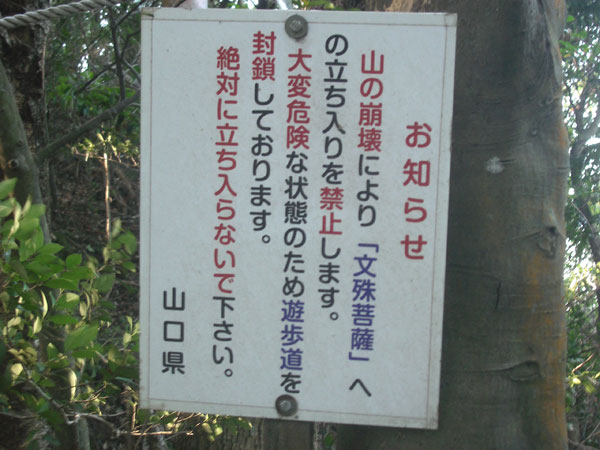 お知らせ
山の崩壊により「文殊菩薩」へ
の立ち入りを禁止します。
大変危険な状態のため遊歩道を
封鎖しております。
絶対に立ち入らないで下さい。
山口県